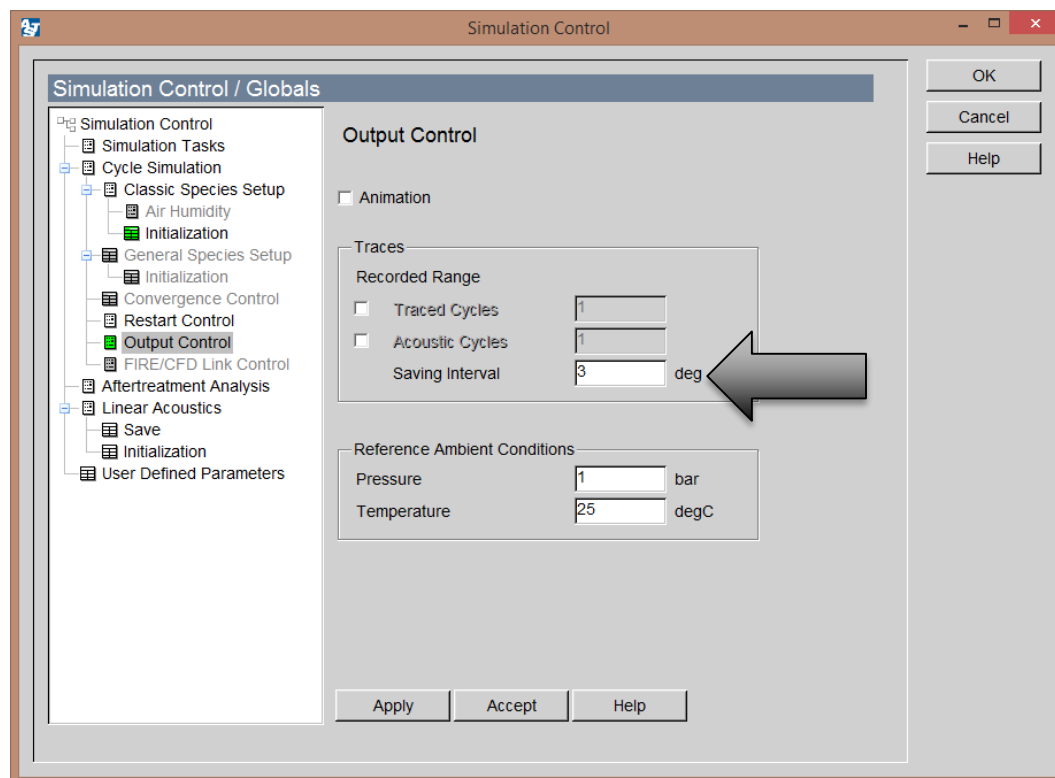 Simulation Control
Simulation Control / Globals
OK
Cancel
Help
Simulation Control
Simulation Tasks
Cycle Simulation
Classic Species Setup
Air Humidity
Initialization
General Species Setup
Initialization
Convergence Control
Restart Control
Output Control
FIRE/CFD Link Control
Aftertreatment Analysis
Linear Acoustics
Save
Initialization
User Defined Parameters
Output Control
Animation
Traces
Recorded Range
Traced Cycles 1
Acoustic Cycles 1
Saving Interval 3 deg
Reference Ambient Conditions
Pressure 1 bar
Temperature 25 degC
Apply Accept Help